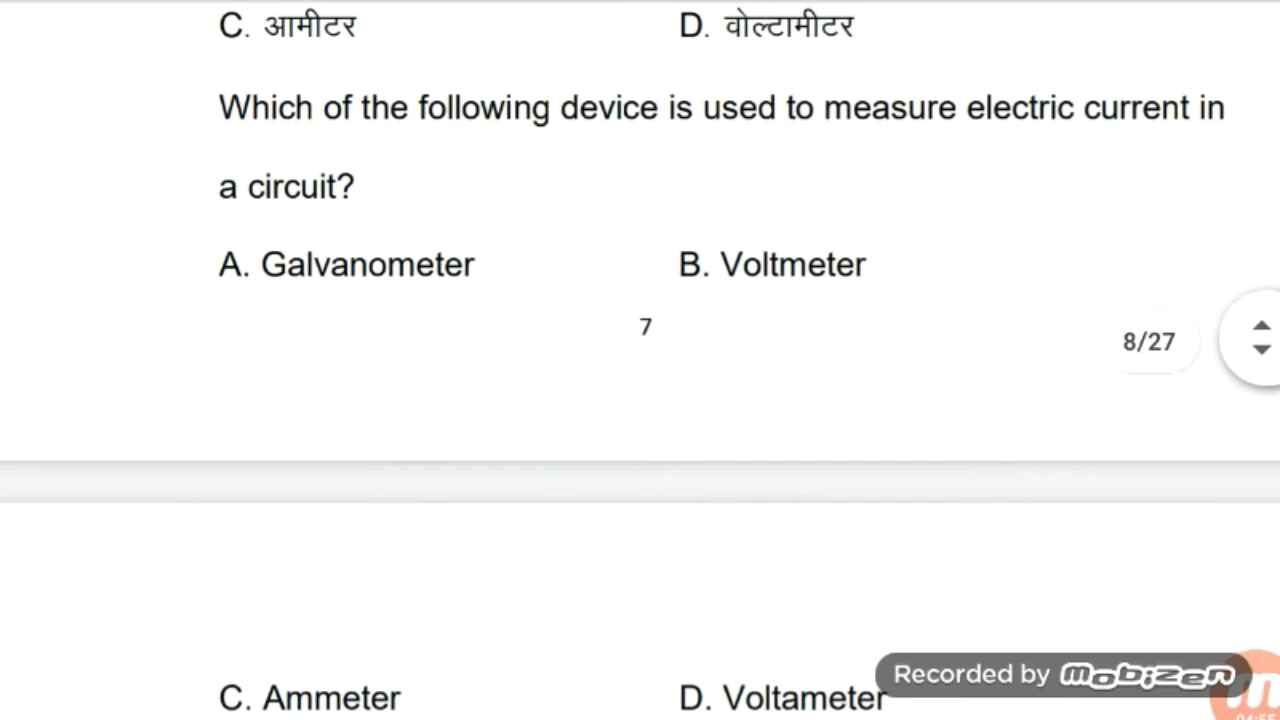 C. आमीटर D. वोल्टामीटर
Which of the following device is used to measure electric current in
a circuit?
A. Galvanometer B. Voltmeter
7
8/27
Recorded by mobizen
C. Ammeter D. Voltameter